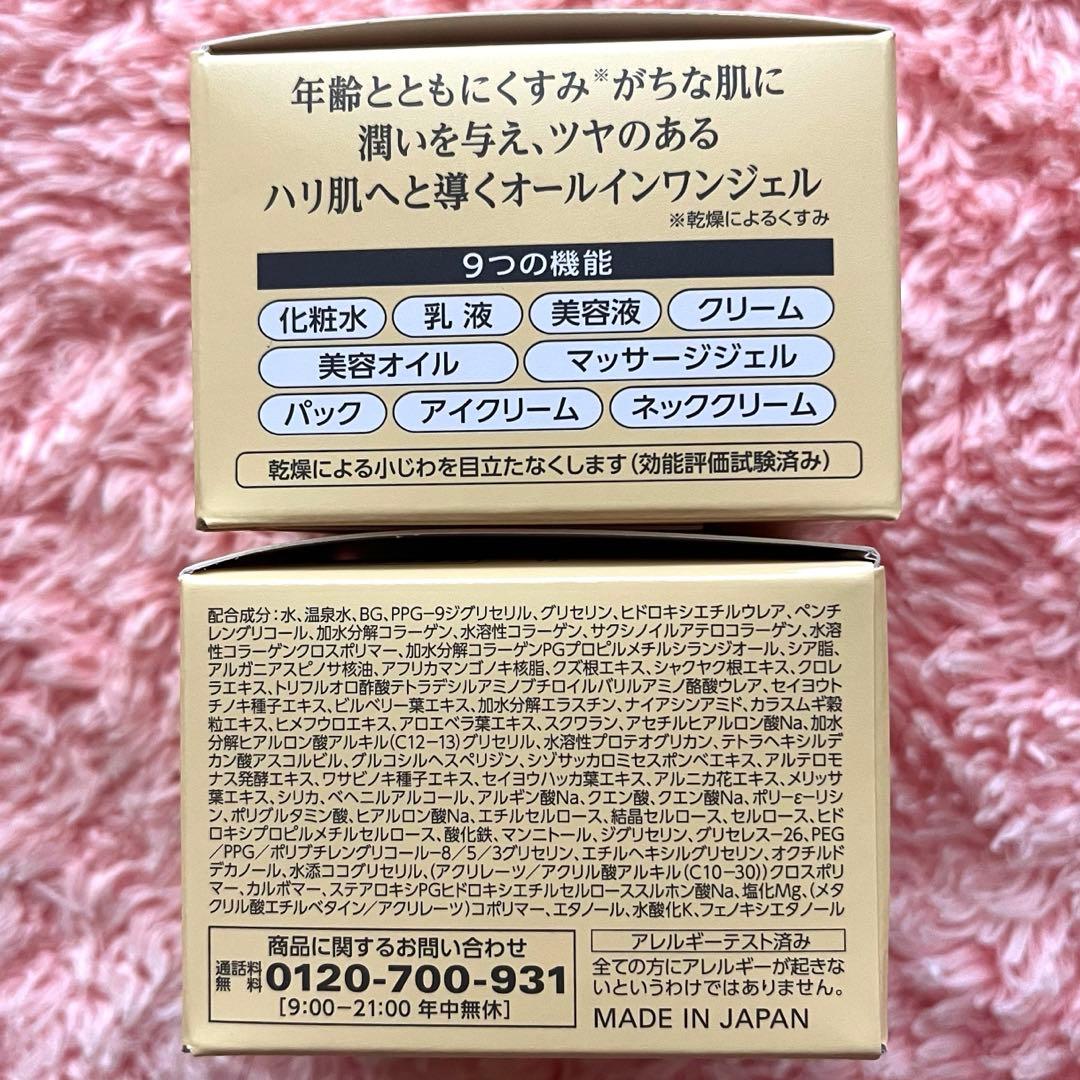 年齢とともにくすみ※がちな肌に
潤いを与え、ツヤのある
ハリ肌へと導くオールインワンジェル
※乾燥によるくすみ
9つの機能
化粧水 乳液 美容液 クリーム
美容オイル マッサージジェル
パック アイクリーム ネッククリーム
乾燥による小じわを目立たなくします(効能評価試験済み)
配合成分:水、温泉水、BG、PPG-9ジグリセリル、グリセリン、ヒドロキシエチルウレア、ペンチ
レングリコール、加水分解コラーゲン、水溶性コラーゲン、サクシノイルアテロコラーゲン、水溶
性コラーゲンクロスポリマー、加水分解コラーゲンPGプロピルメチルシランジオール、シア脂、
アルガニアスピノサ核油、アフリカマンゴノキ核脂、クズ根エキス、シャクヤク根エキス、クロレ
ラエキス、トリフルオロ酢酸テトラデシルアミノブチロイルバリルアミノ酪酸ウレア、セイヨウト
チノキ種子エキス、ビルベリー葉エキス、加水分解エラスチン、ナイアシンアミド、カラスムギ穀
粒エキス、ヒメフウロエキス、アロエベラ葉エキス、スクワラン、アセチルヒアルロン酸Na、加水
分解ヒアルロン酸アルキル(C12-13)グリセリル、水溶性プロテオグリカン、テトラヘキシルデ
カン酸アスコルビル、グルコシルヘスペリジン、シゾサッカロミセスポンベエキス、アルテロモ
ナス発酵エキス、ワサビノキ種子エキス、セイヨウハッカ葉エキス、アルニカ花エキス、メリッサ
葉エキス、シリカ、ベヘニルアルコール、アルギン酸Na、クエン酸、クエン酸Na、ポリ-ε-リシ
ン、ポリグルタミン酸、ヒアルロン酸Na、エチルセルロース、結晶セルロース、セルロース、ヒド
ロキシプロピルメチルセルロース、酸化鉄、マンニトール、ジグリセリン、グリセレス-26、PEG
/PPG/ポリブチレングリコール-8/5/3グリセリン、エチルヘキシルグリセリン、オクチルド
デカノール、水添ココグリセリル、(アクリレーツ/アクリル酸アルキル(C10-30))クロスポリ
マー、カルボマー、ステアロキシPGヒドロキシエチルセルローススルホン酸Na、塩化Mg、(メタ
クリル酸エチルベタイン/アクリレーツ)コポリマー、エタノール、水酸化K、フェノキシエタノール
商品に関するお問い合わせ
通話料無料 0120-700-931
[9:00-21:00 年中無休]
アレルギーテスト済み
全ての方にアレルギーが起きな
いというわけではありません。
MADE IN JAPAN